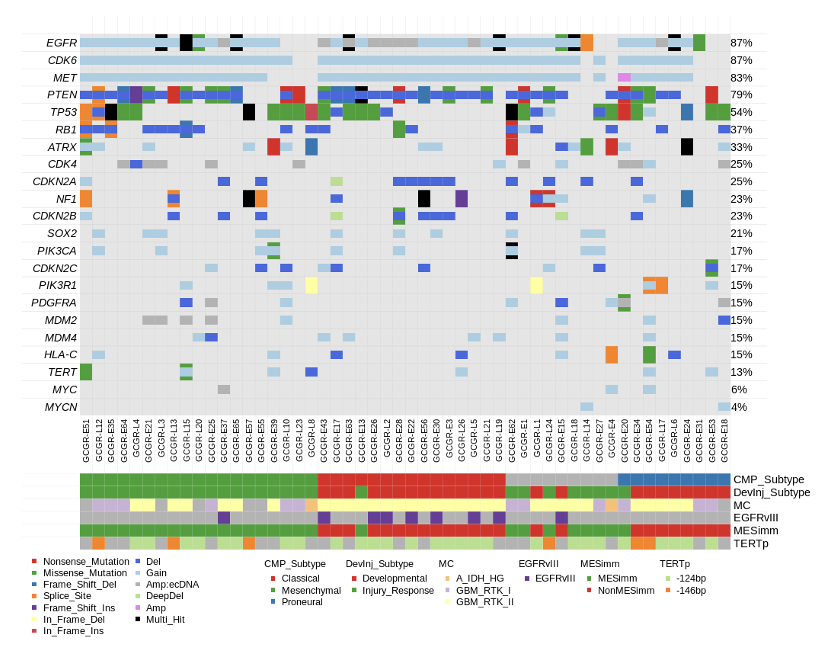 EGFR 87%
CDK6 87%
MET 83%
PTEN 79%
TP53 54%
RB1 37%
ATRX 33%
CDK4 25%
CDKN2A 25%
NF1 23%
CDKN2B 23%
SOX2 21%
PIK3CA 17%
CDKN2C 17%
PIK3R1 15%
PDGFRA 15%
MDM2 15%
MDM4 15%
HLA-C 15%
TERT 13%
MYC 6%
MYCN 4%
GCGR-E51
GCGR-L12
GCGR-E35
GCGR-E64
GCGR-L4
GCGR-E21
GCGR-L3
GCGR-L13
GCGR-L15
GCGR-L20
GCGR-E25
GCGR-E37
GCGR-E65
GCGR-E57
GCGR-E55
GCGR-E39
GCGR-L10
GCGR-L23
GCGR-L8
GCGR-E43
GCGR-E17
GCGR-E63
GCGR-E13
GCGR-E26
GCGR-L2
GCGR-E28
GCGR-E22
GCGR-E56
GCGR-E30
GCGR-E3
GCGR-L26
GCGR-L5
GCGR-L21
GCGR-L19
GCGR-E62
GCGR-E1
GCGR-L1
GCGR-L24
GCGR-E15
GCGR-L18
GCGR-L14
GCGR-E27
GCGR-E4
GCGR-E20
GCGR-E34
GCGR-E54
GCGR-L17
GCGR-L6
GCGR-E24
GCGR-E31
GCGR-E53
GCGR-E18
CMP_Subtype
DevInj_Subtype
MC
EGFRvIII
MESimm
TERTp
Nonsense_Mutation
Missense_Mutation
Frame_Shift_Del
Splice_Site
Frame_Shift_Ins
In_Frame_Del
In_Frame_Ins
Del
Gain
Amp:ecDNA
DeepDel
Amp
Multi_Hit
CMP_Subtype
Classical
Mesenchymal
Proneural
DevInj_Subtype
Developmental
Injury_Response
MC
A_IDH_HG
GBM_RTK_I
GBM_RTK_II
EGFRvIII
EGFRvIII
MESimm
MESimm
NonMESimm
TERTp
-124bp
-146bp